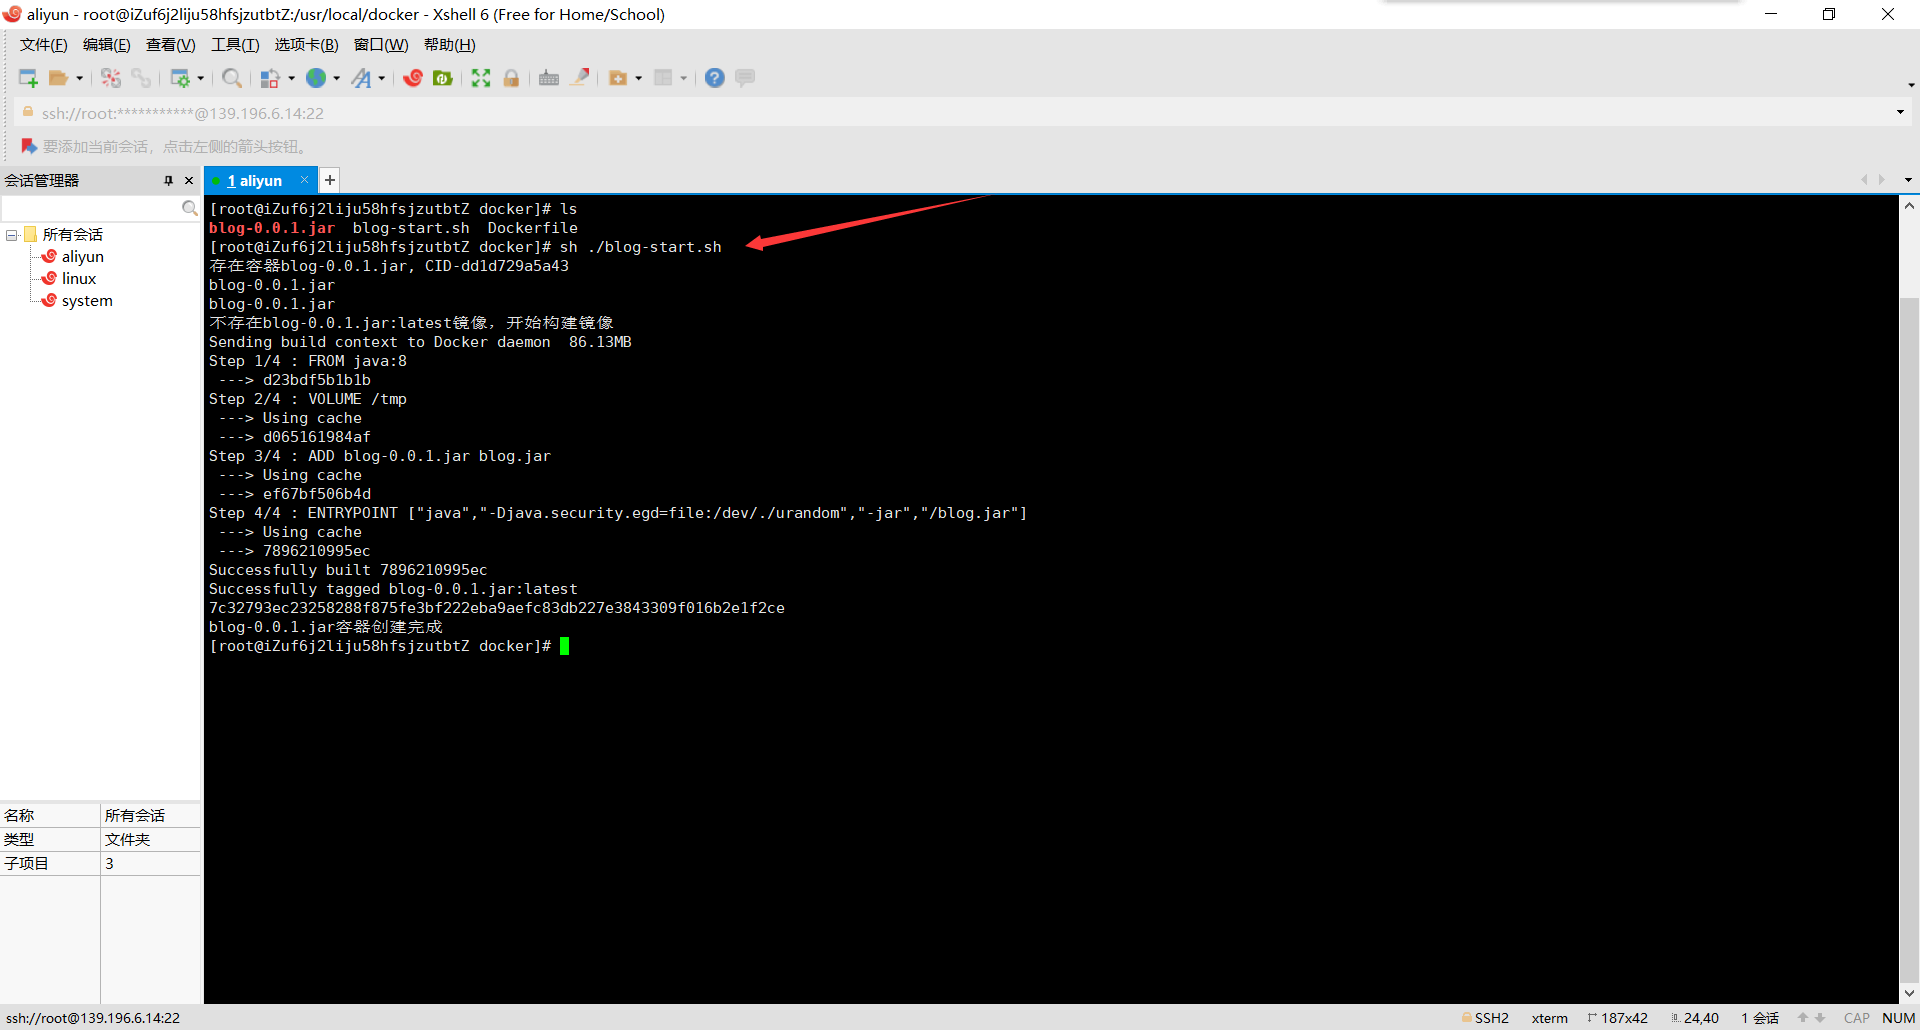 aliyun - root@iZuf6j2liju58hfsjzutbtZ:/usr/local/docker - Xshell 6 (Free for Home/School)
文件(F) 编辑(E) 查看(V) 工具(T) 选项卡(B) 窗口(W) 帮助(H)
ssh://root:***********@139.196.6.14:22
要添加当前会话，点击左侧的箭头按钮。
会话管理器
1 aliyun
所有会话
aliyun
linux
system
[root@iZuf6j2liju58hfsjzutbtZ docker]# ls
blog-0.0.1.jar  blog-start.sh  Dockerfile
[root@iZuf6j2liju58hfsjzutbtZ docker]# sh ./blog-start.sh
存在容器blog-0.0.1.jar, CID-dd1d729a5a43
blog-0.0.1.jar
blog-0.0.1.jar
不存在blog-0.0.1.jar:latest镜像，开始构建镜像
Sending build context to Docker daemon  86.13MB
Step 1/4 : FROM java:8
 ---> d23bdf5b1b1b
Step 2/4 : VOLUME /tmp
 ---> Using cache
 ---> d065161984af
Step 3/4 : ADD blog-0.0.1.jar blog.jar
 ---> Using cache
 ---> ef67bf506b4d
Step 4/4 : ENTRYPOINT ["java","-Djava.security.egd=file:/dev/./urandom","-jar","/blog.jar"]
 ---> Using cache
 ---> 7896210995ec
Successfully built 7896210995ec
Successfully tagged blog-0.0.1.jar:latest
7c32793ec23258288f875fe3bf222eba9aefc83db227e3843309f016b2e1f2ce
blog-0.0.1.jar容器创建完成
[root@iZuf6j2liju58hfsjzutbtZ docker]#
名称 所有会话
类型 文件夹
子项目 3
ssh://root@139.196.6.14:22 SSH2 xterm 187x42 24,40 1 会话 CAP NUM